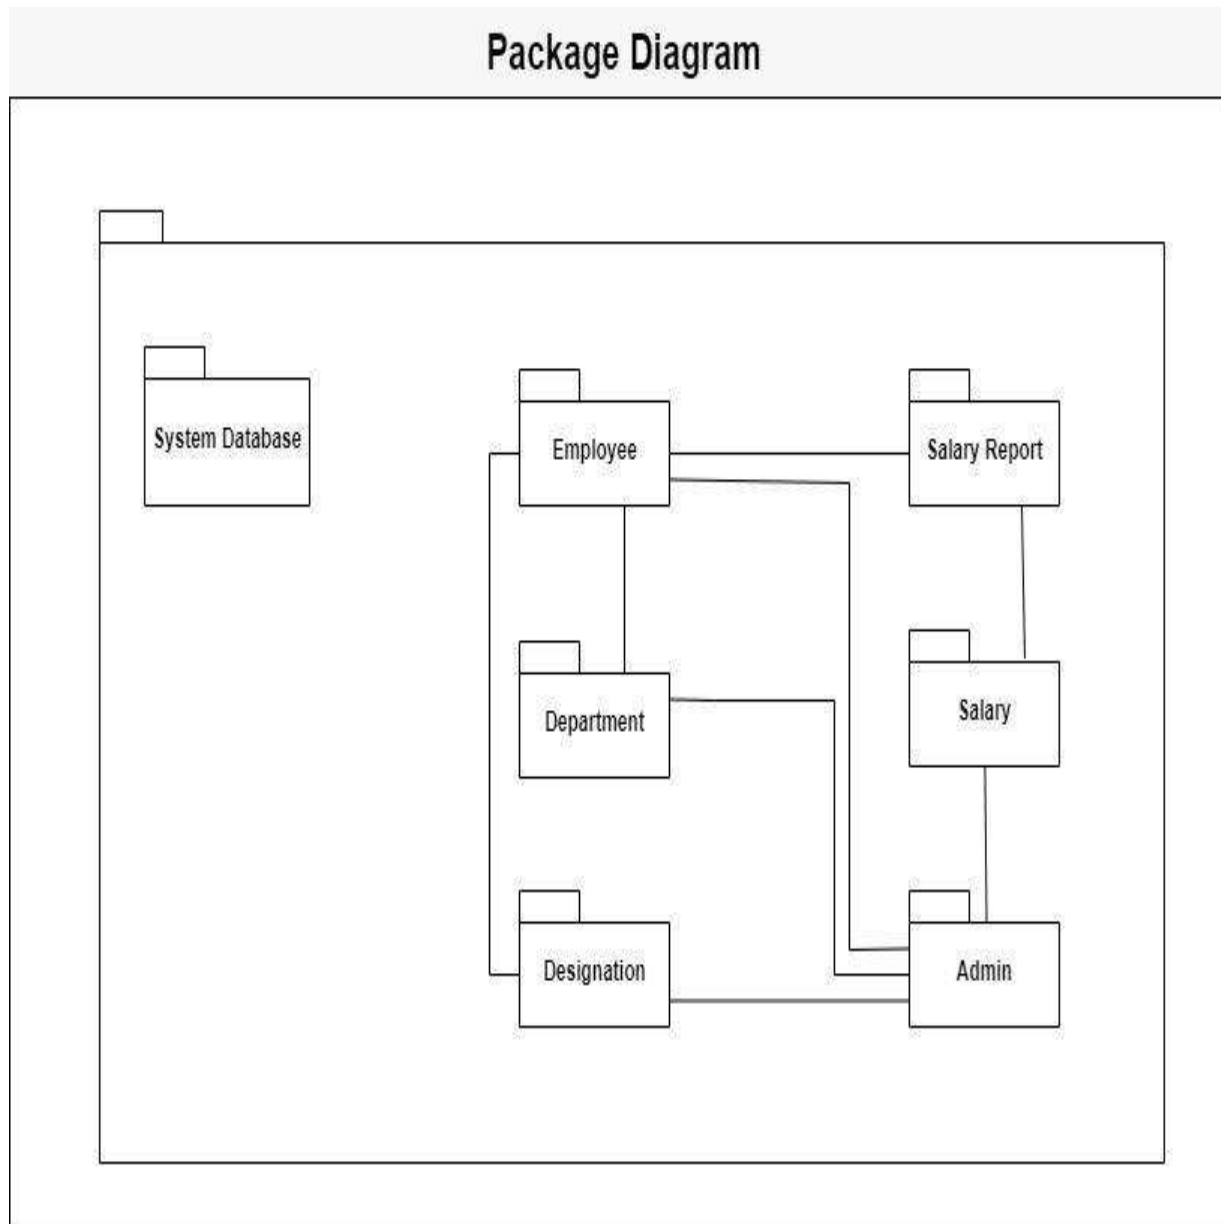 Package Diagram
System Database
Employee
Salary Report
Department
Salary
Designation
Admin